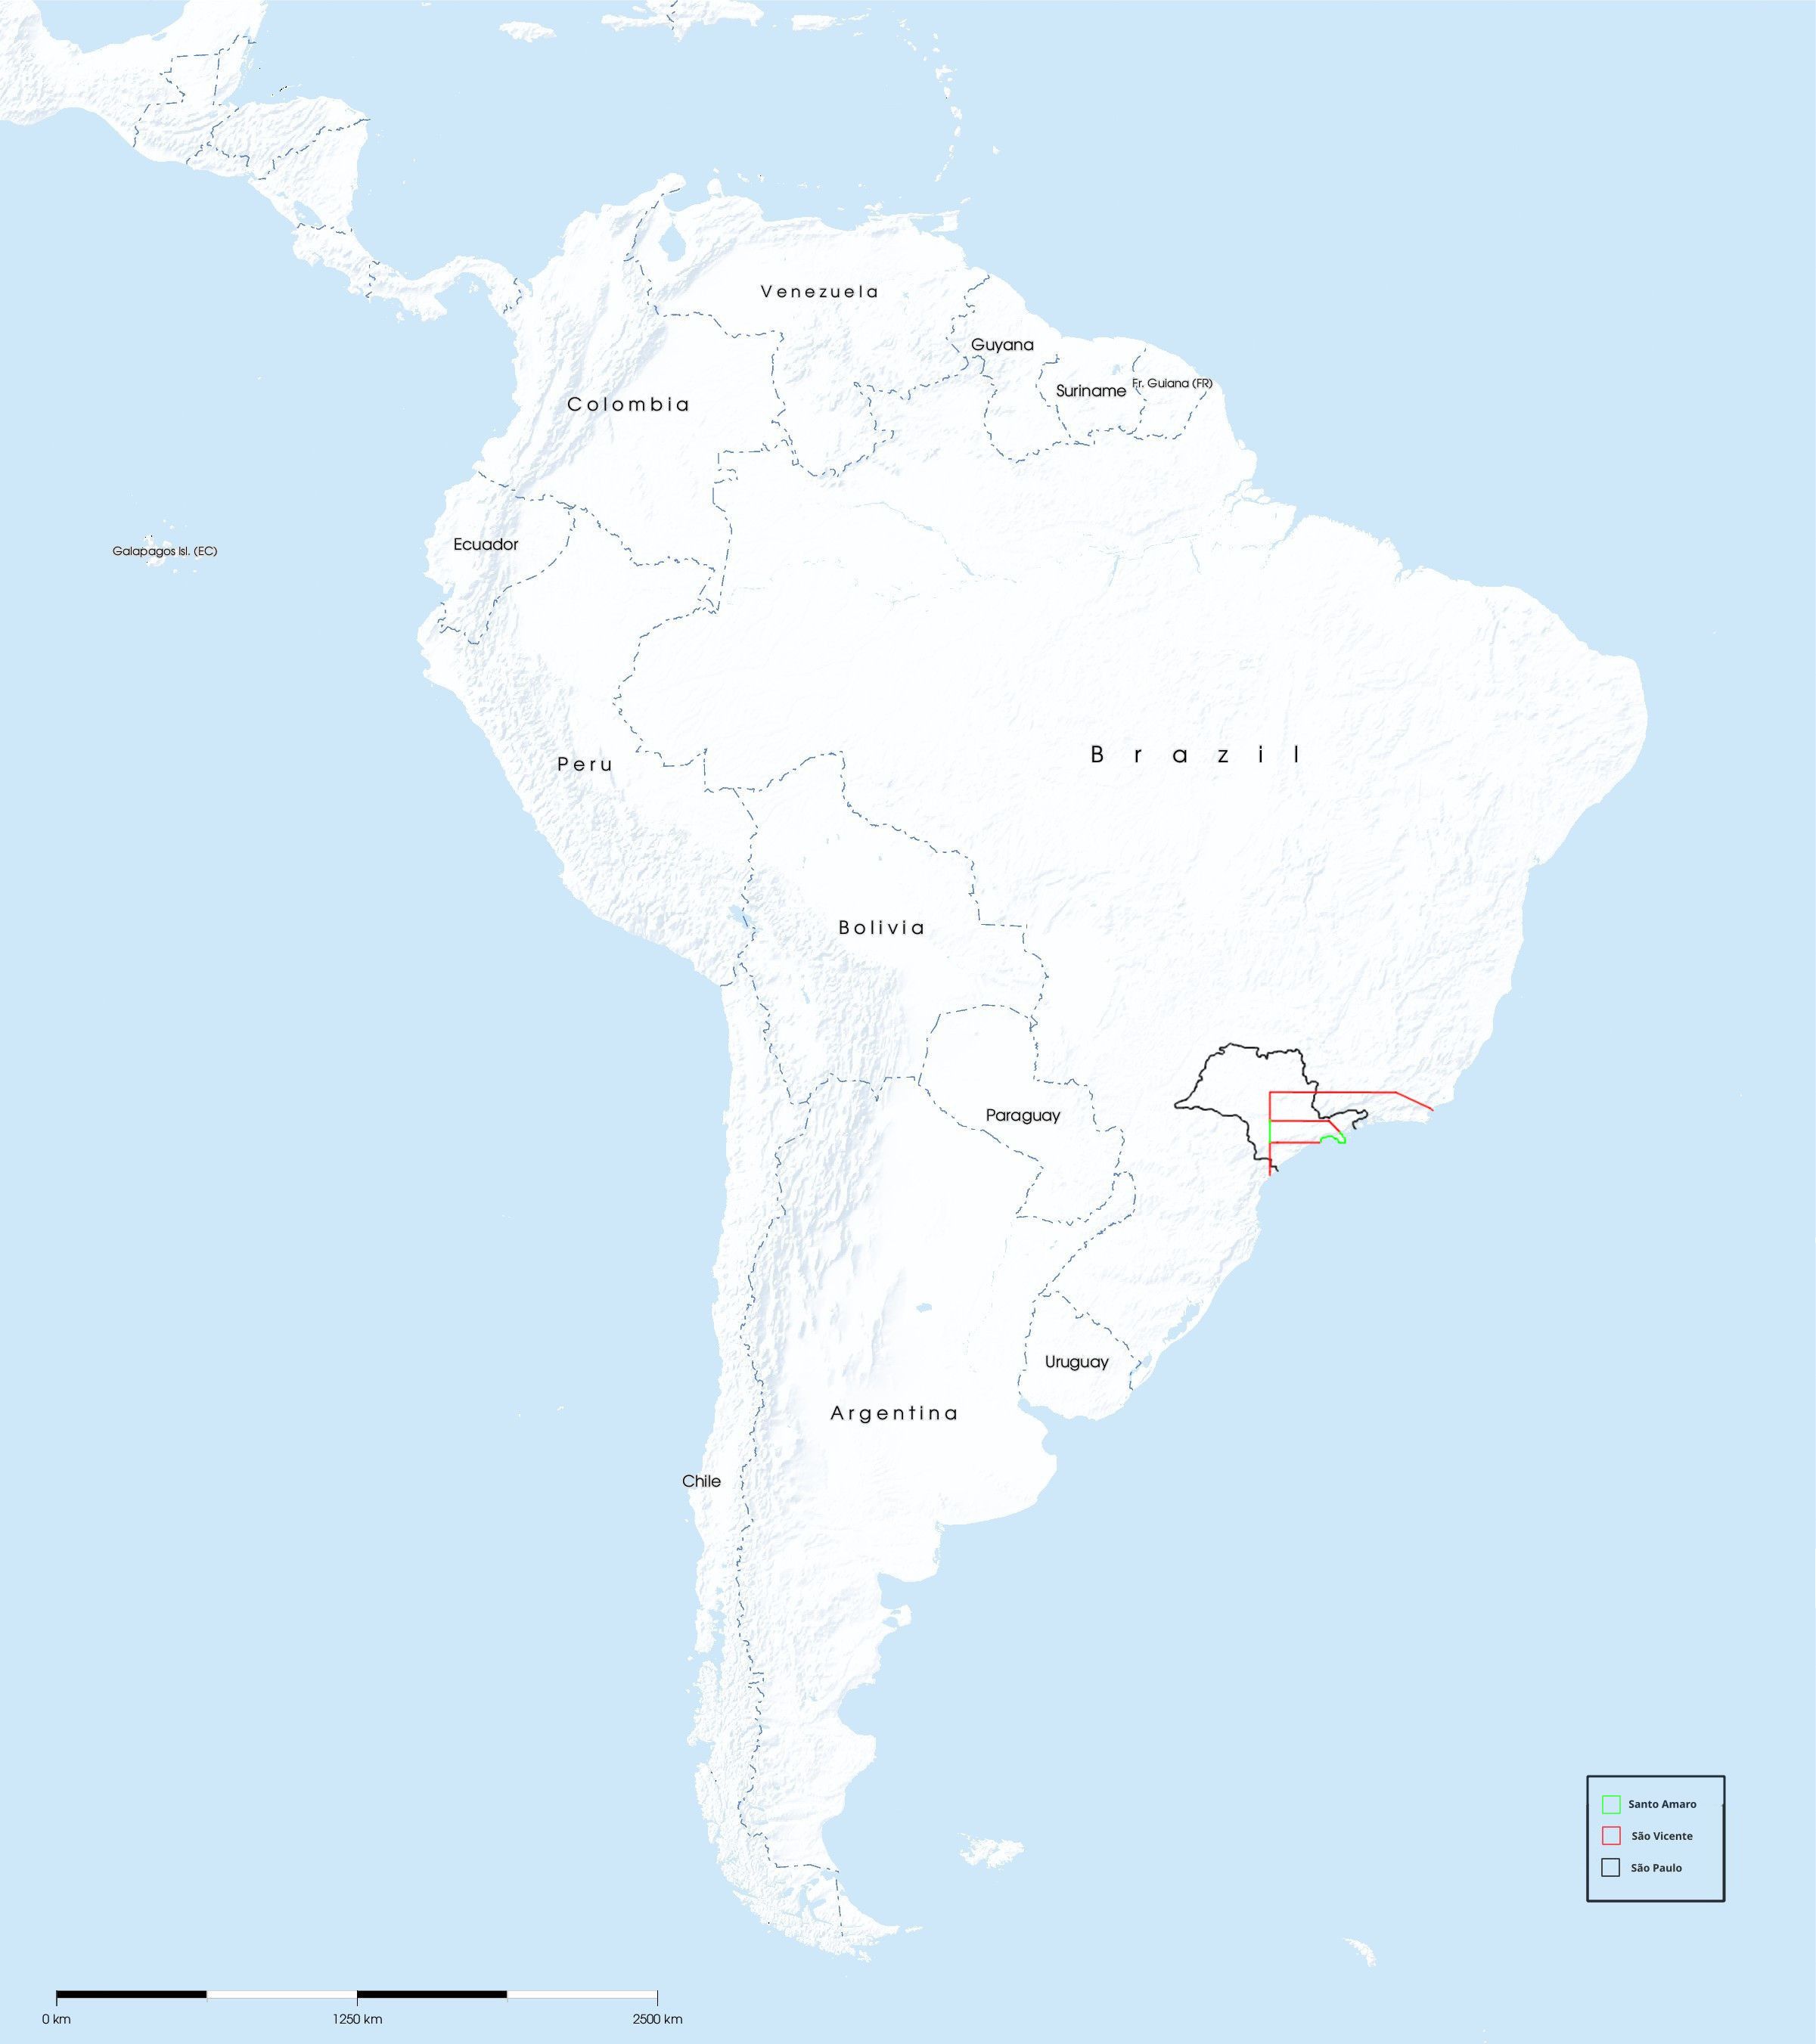 Venezuela
Guyana
Suriname
Fr. Guiana (FR)
Colombia
Ecuador
Galapagos Isl. (EC)
Brazil
Peru
Bolivia
Paraguay
Uruguay
Argentina
Chile
Santo Amaro
São Vicente
São Paulo
0 km
1250 km
2500 km